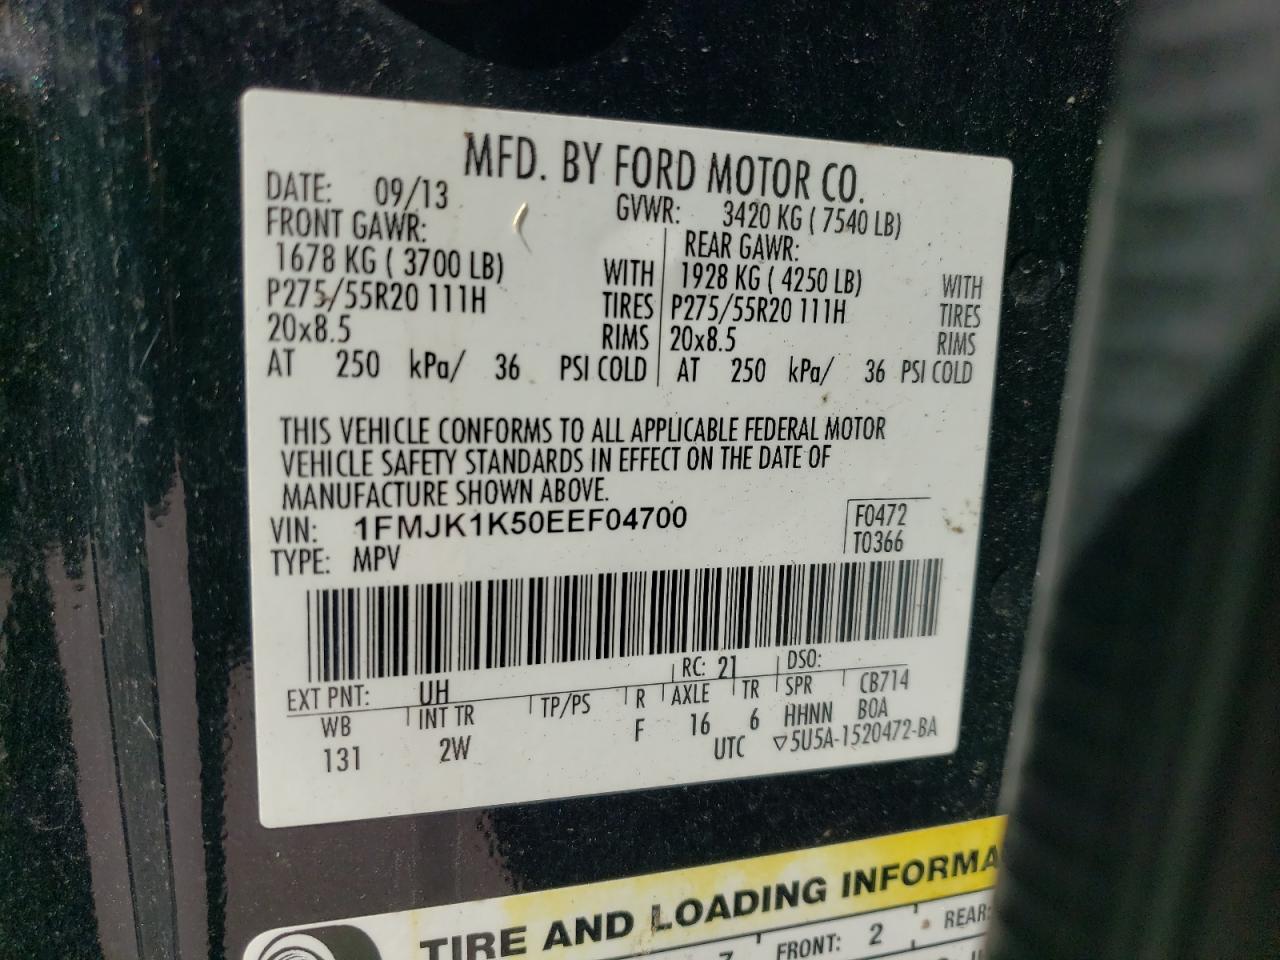 MFD. BY FORD MOTOR CO.
DATE: 09/13
GVWR: 3420 KG ( 7540 LB)
FRONT GAWR:
1678 KG ( 3700 LB) WITH
P275/55R20 111H TIRES
20x8.5 RIMS
AT 250 kPa/ 36 PSI COLD
REAR GAWR:
1928 KG ( 4250 LB) WITH
P275/55R20 111H TIRES
20x8.5 RIMS
AT 250 kPa/ 36 PSI COLD
THIS VEHICLE CONFORMS TO ALL APPLICABLE FEDERAL MOTOR
VEHICLE SAFETY STANDARDS IN EFFECT ON THE DATE OF
MANUFACTURE SHOWN ABOVE.
VIN: 1FMJK1K50EEF04700
F0472
TYPE: MPV
T0366
EXT PNT: UH RC: 21 DSO:
WB INT TR TP/PS R AXLE TR SPR CB714
131 2W F 16 6 HHNN BOA
UTC ▽5U5A-1520472-BA
TIRE AND LOADING INFORMA
FRONT: 2 REAR: